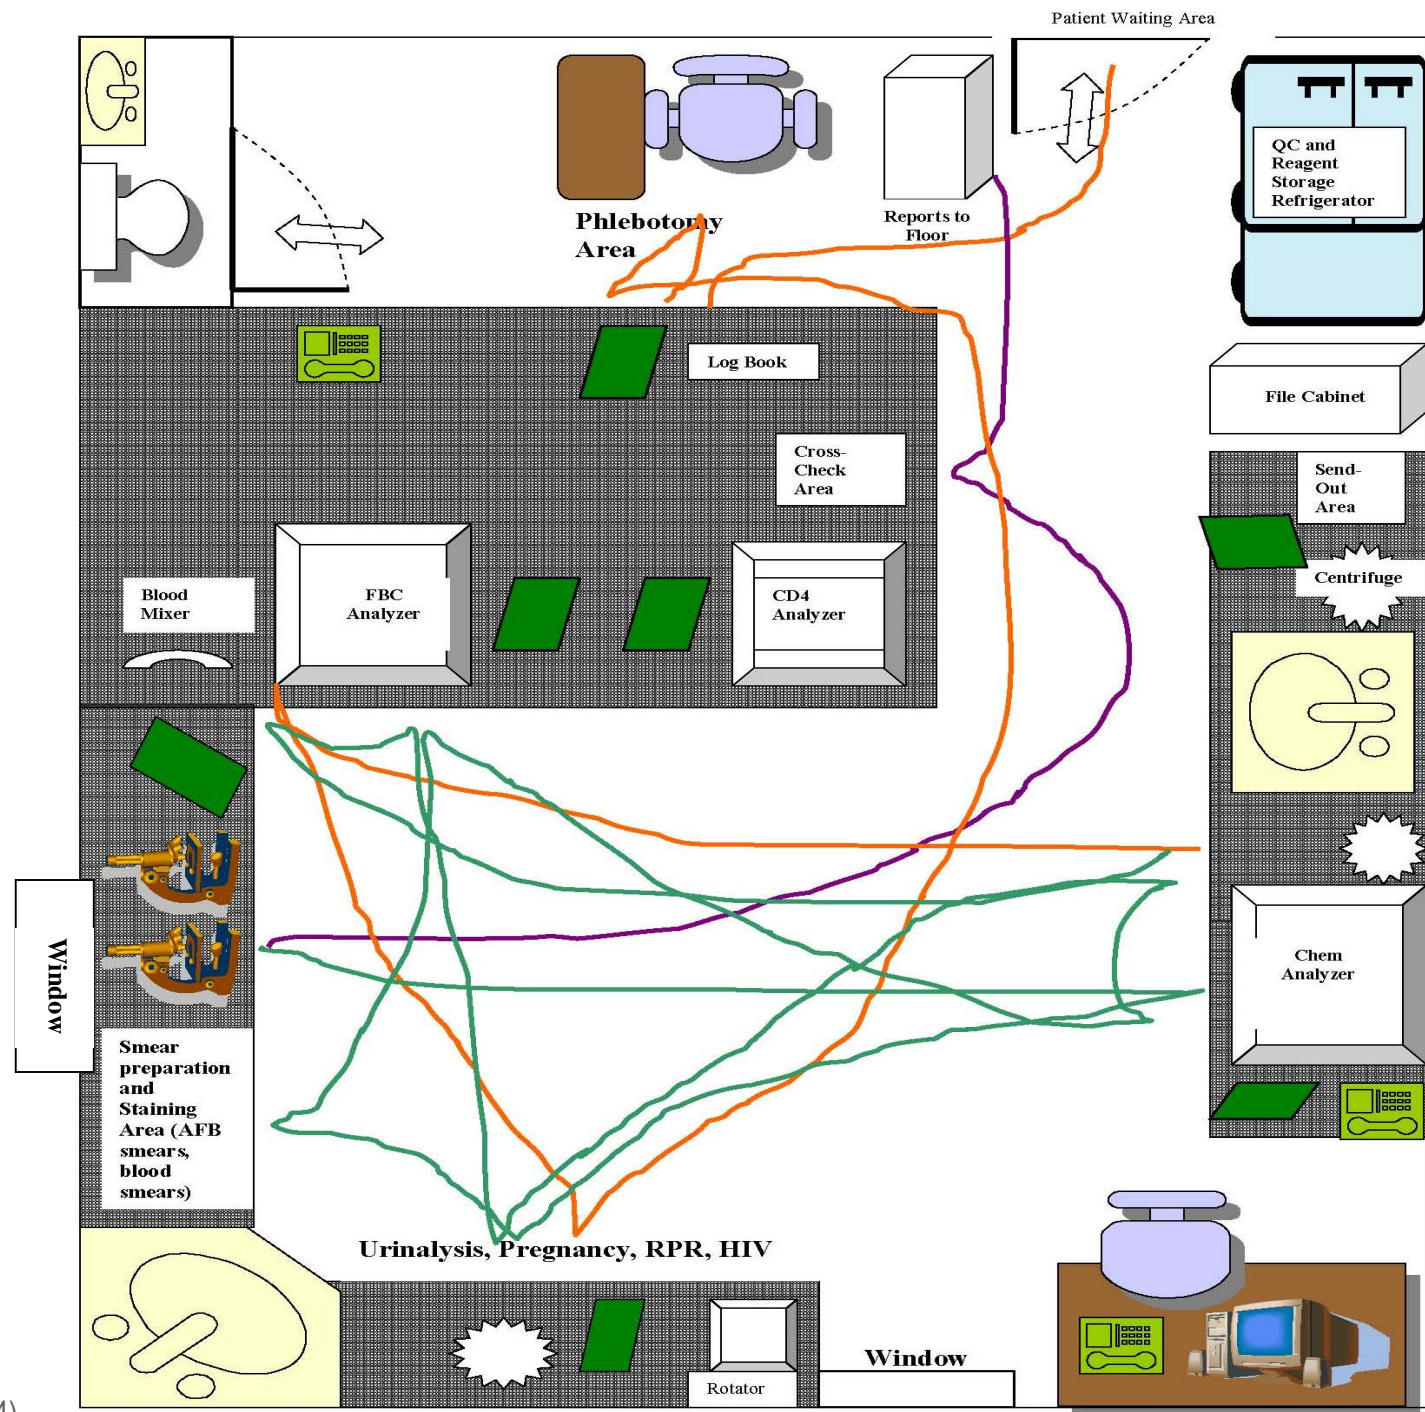 Patient Waiting Area
QC and
Reagent
Storage
Refrigerator
Phlebotomy
Area
Reports to
Floor
Log Book
File Cabinet
Cross-
Check
Area
Send-
Out
Area
Centrifuge
Blood
Mixer
FBC
Analyzer
CD4
Analyzer
Window
Chem
Analyzer
Smear
preparation
and
Staining
Area (AFB
smears,
blood
smears)
Urinalysis, Pregnancy, RPR, HIV
Window
Rotator